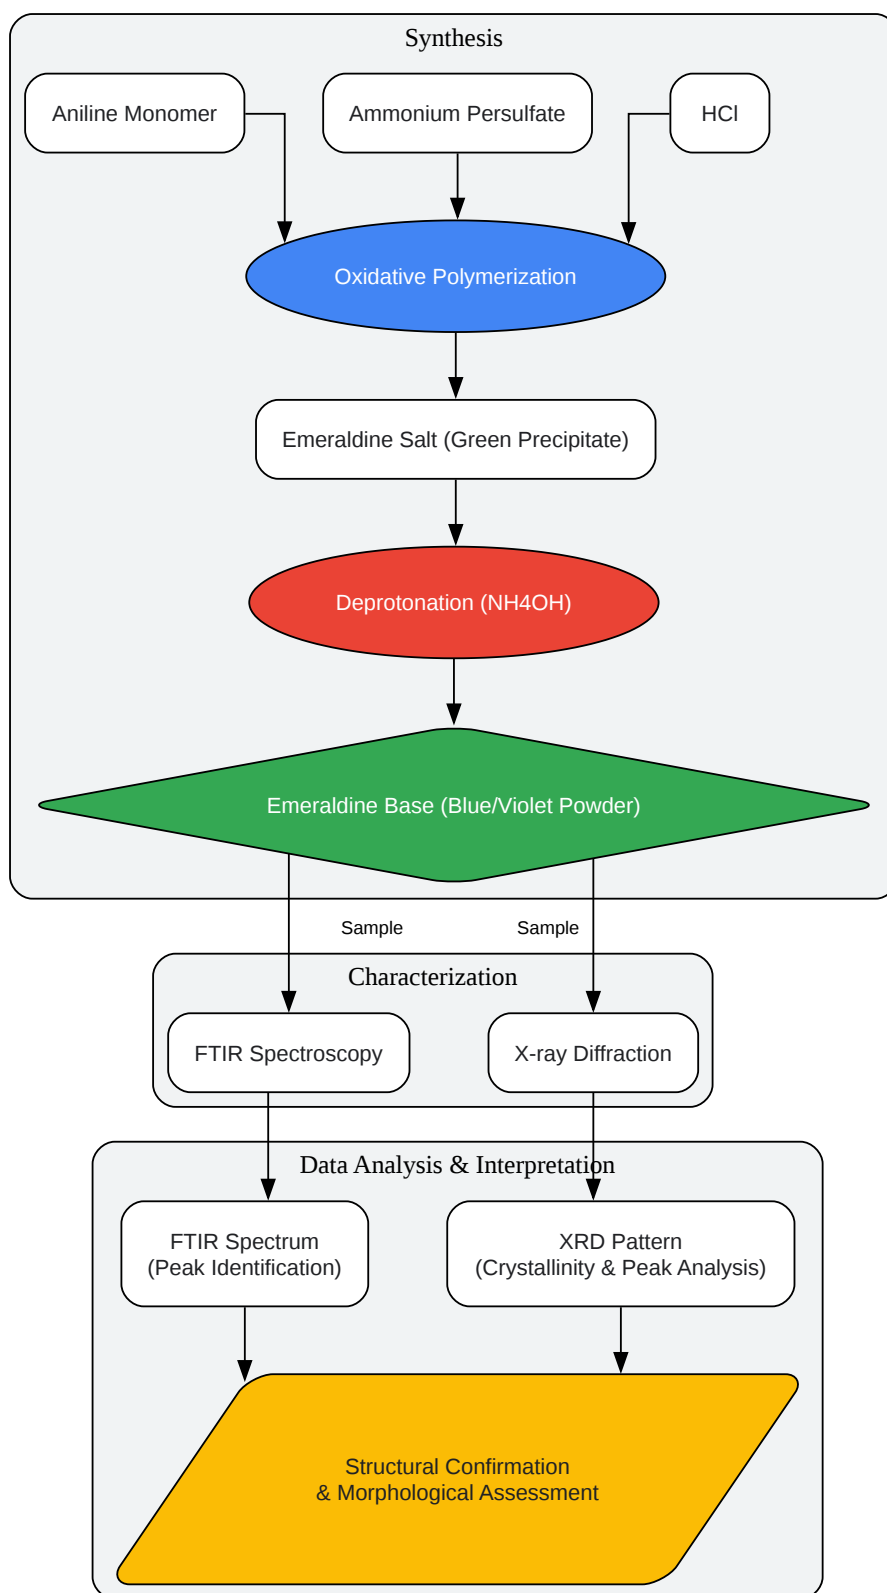 Synthesis
Aniline Monomer
Ammonium Persulfate
HCl
Oxidative Polymerization
Emeraldine Salt (Green Precipitate)
Deprotonation (NH4OH)
Emeraldine Base (Blue/Violet Powder)
Sample
Sample
Characterization
FTIR Spectroscopy
X-ray Diffraction
Data Analysis & Interpretation
FTIR Spectrum
(Peak Identification)
XRD Pattern
(Crystallinity & Peak Analysis)
Structural Confirmation
& Morphological Assessment